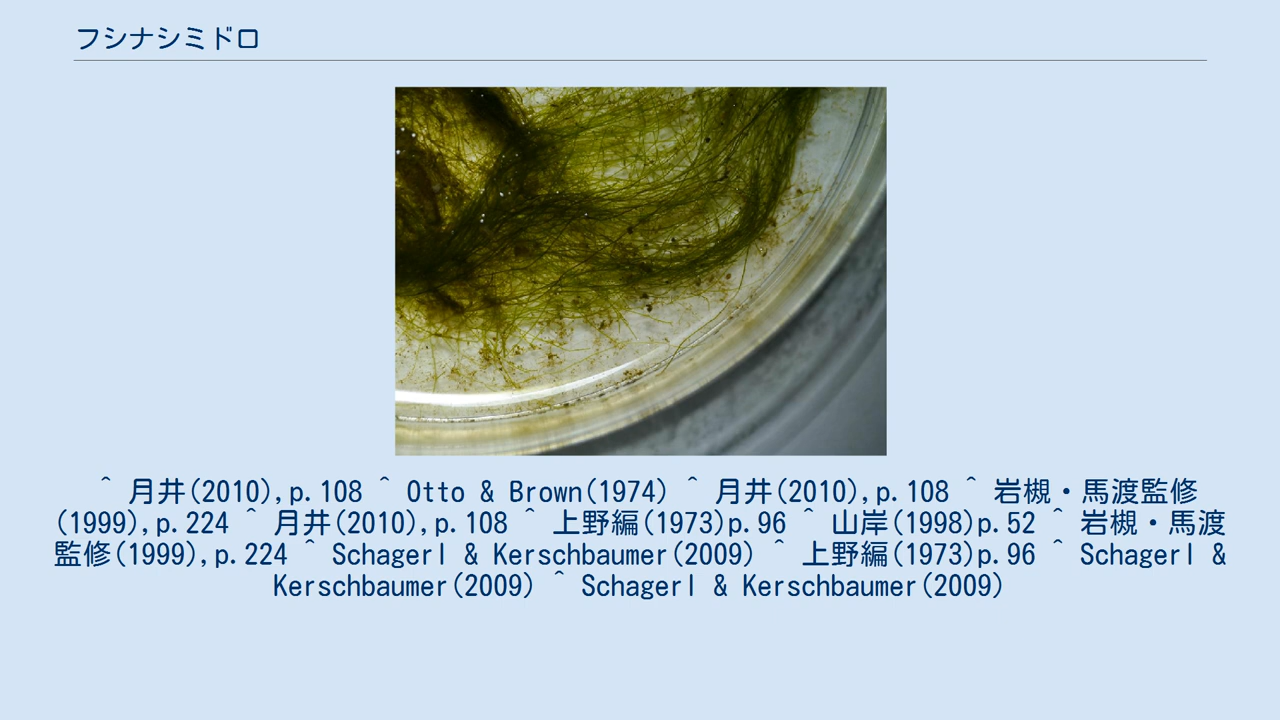 フシナシミドロ
^ 月井(2010),p.108 ^ Otto & Brown(1974) ^ 月井(2010),p.108 ^ 岩槻・馬渡監修
(1999),p.224 ^ 月井(2010),p.108 ^ 上野編(1973)p.96 ^ 山岸(1998)p.52 ^ 岩槻・馬渡
監修(1999),p.224 ^ Schagerl & Kerschbaumer(2009) ^ 上野編(1973)p.96 ^ Schagerl &
Kerschbaumer(2009) ^ Schagerl & Kerschbaumer(2009)